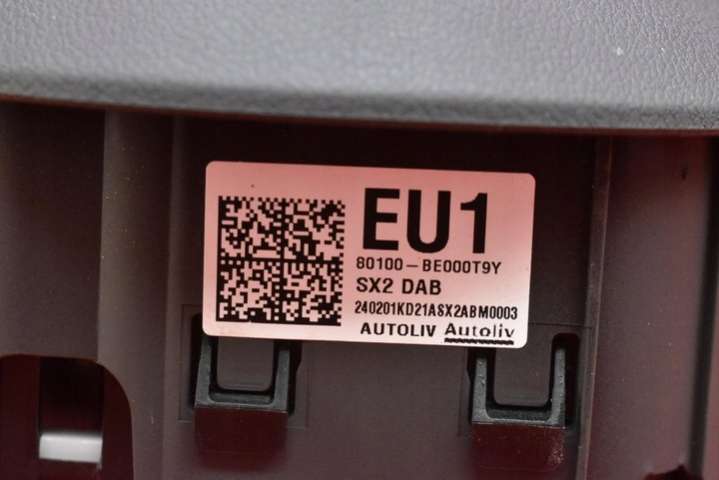 EU1
80100-BE000T9Y
SX2 DAB
240201KD21ASX2ABM0003
AUTOLIV Autoliv